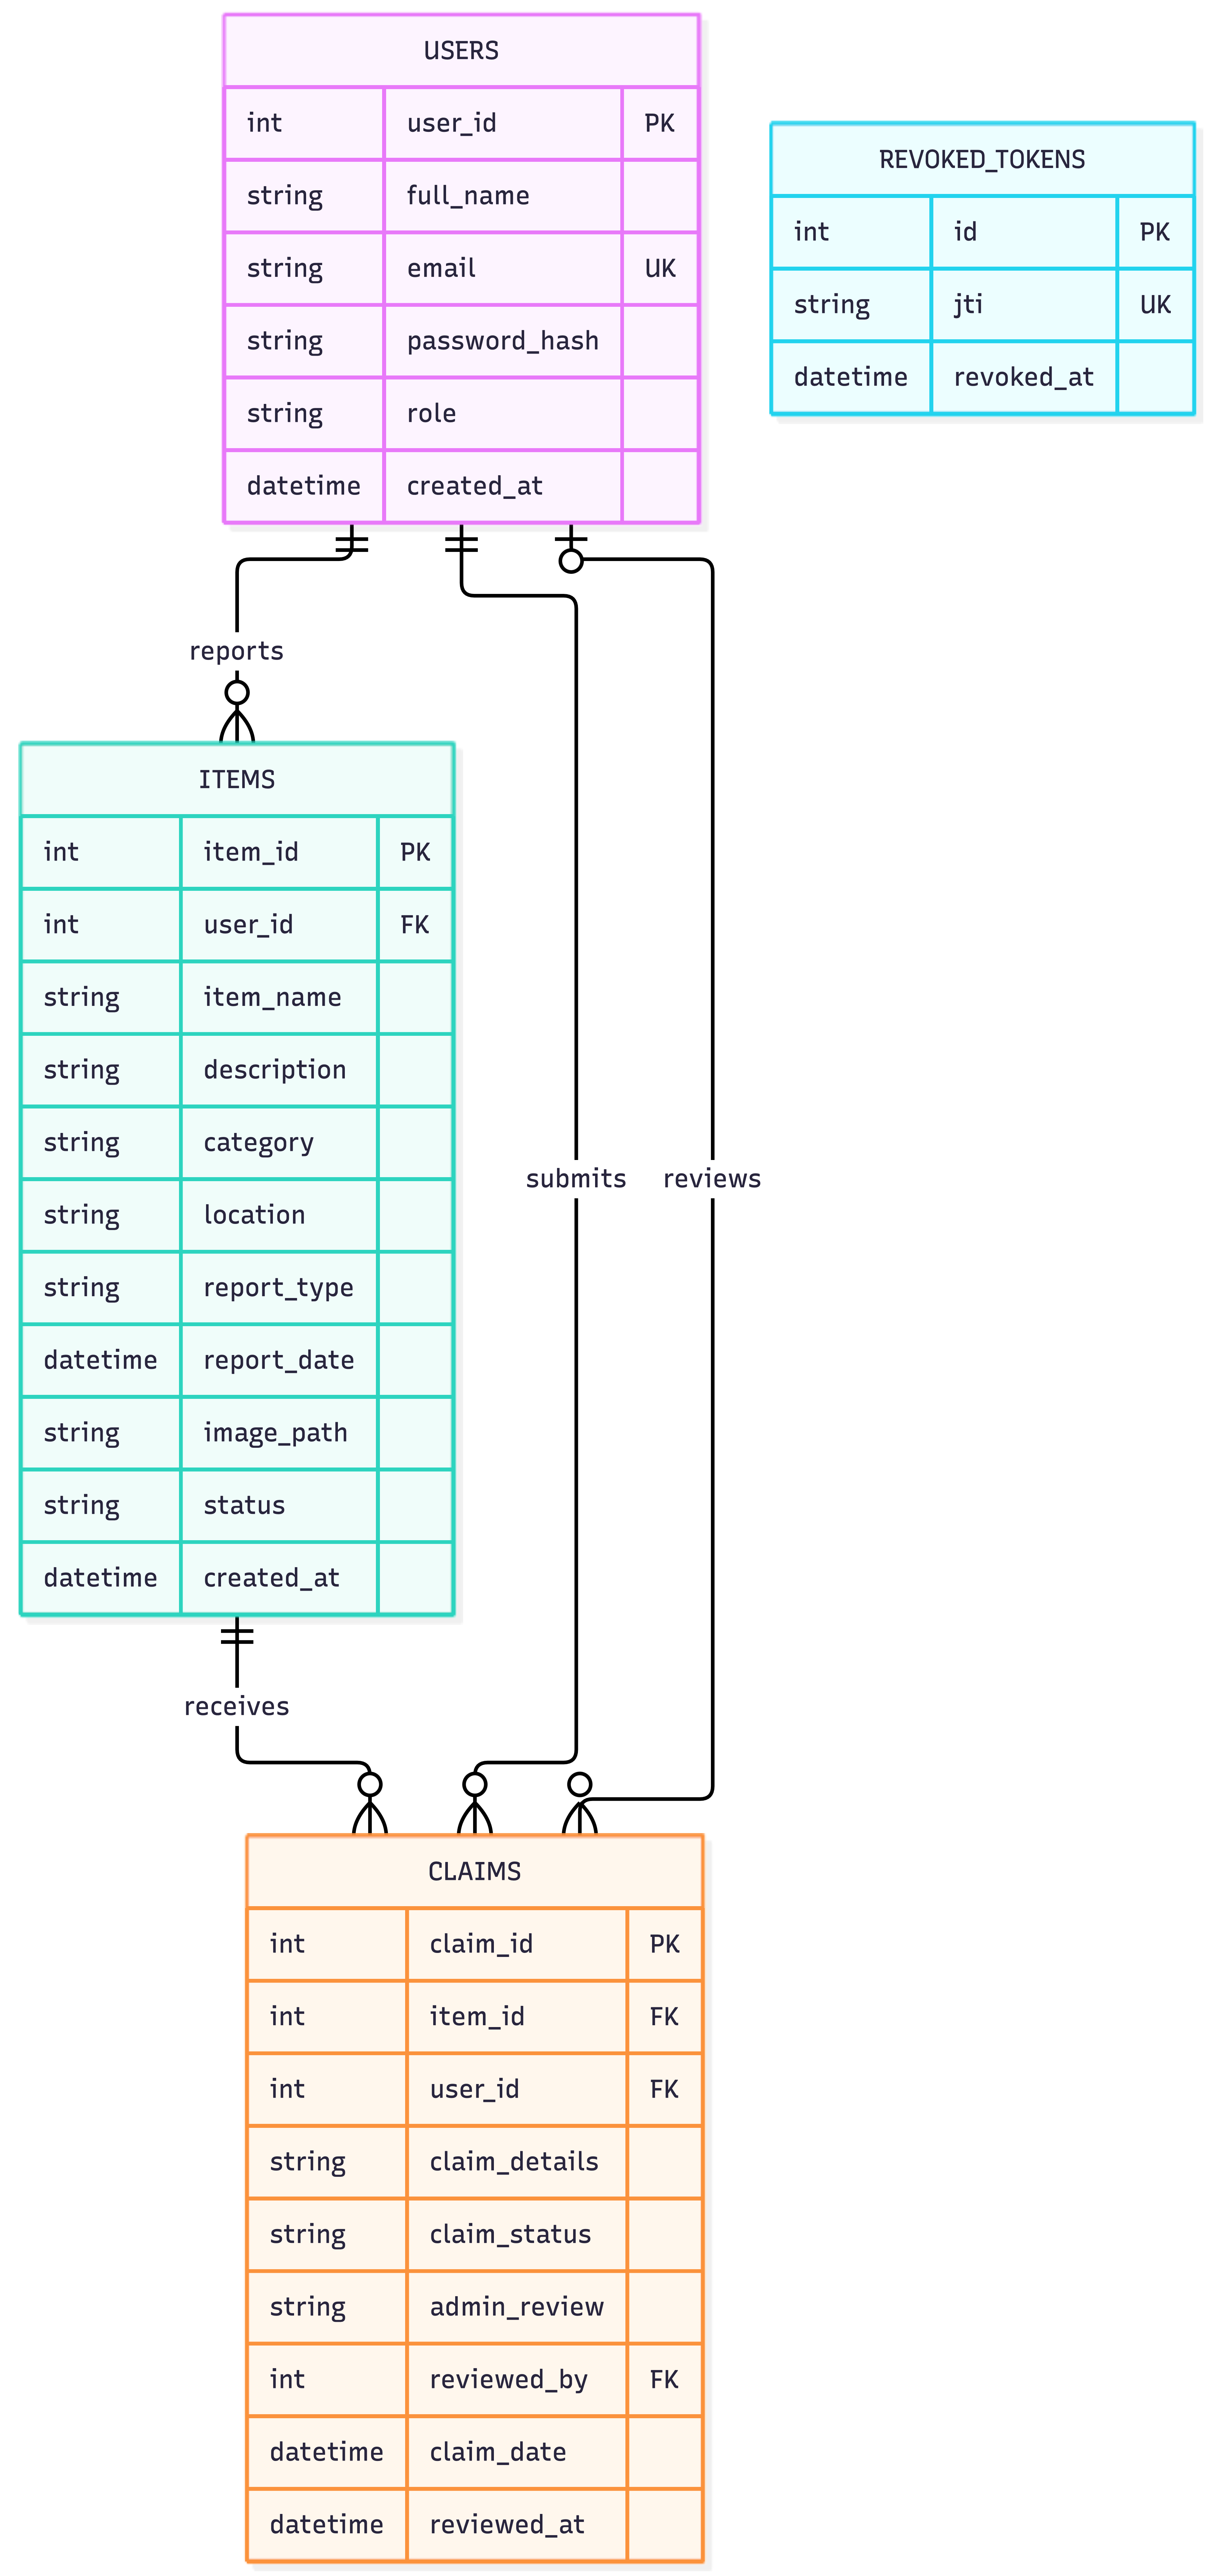 USERS
int user_id PK
string full_name
string email UK
string password_hash
string role
datetime created_at
REVOKED_TOKENS
int id PK
string jti UK
datetime revoked_at
reports
ITEMS
int item_id PK
int user_id FK
string item_name
string description
string category
string location
string report_type
datetime report_date
string image_path
string status
datetime created_at
submits
reviews
receives
CLAIMS
int claim_id PK
int item_id FK
int user_id FK
string claim_details
string claim_status
string admin_review
int reviewed_by FK
datetime claim_date
datetime reviewed_at